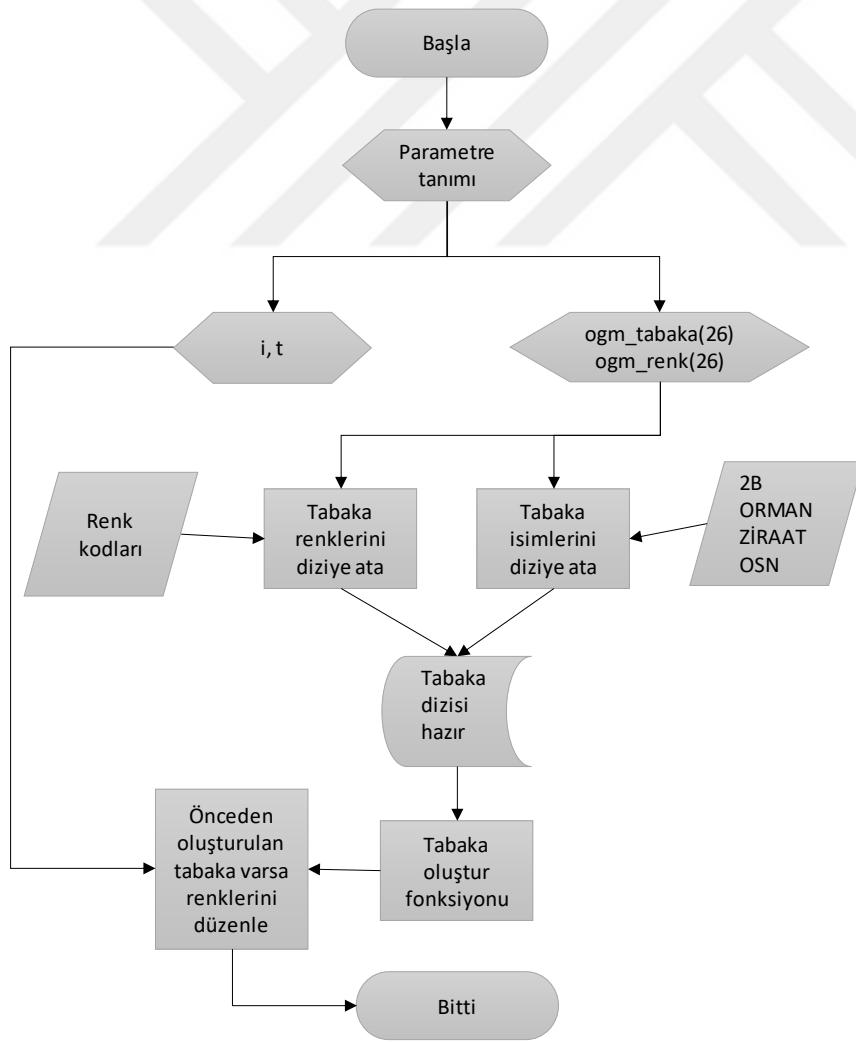 Başla
Parametre
tanımı
i, t
ogm_tabaka(26)
ogm_renk(26)
Renk
kodları
Tabaka
renklerini
diziye ata
Tabaka
isimlerini
diziye ata
2B
ORMAN
ZİRAAT
OSN
Tabaka
dizisi
hazır
Önceden
oluşturulan
tabaka varsa
renklerini
düzenle
Tabaka
oluştur
fonksiyonu
Bitti